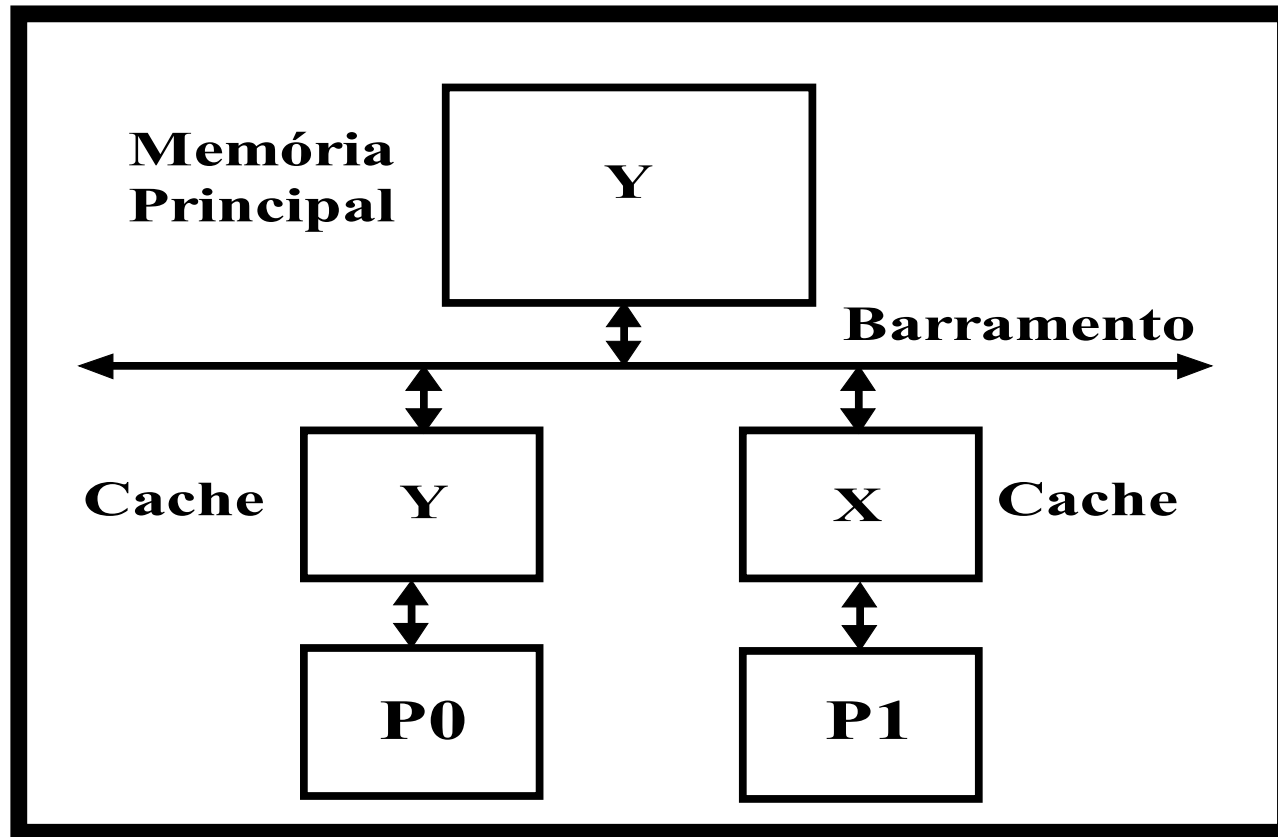 Memória
Principal
Y
Barramento
Cache
Y
X
Cache
P0
P1